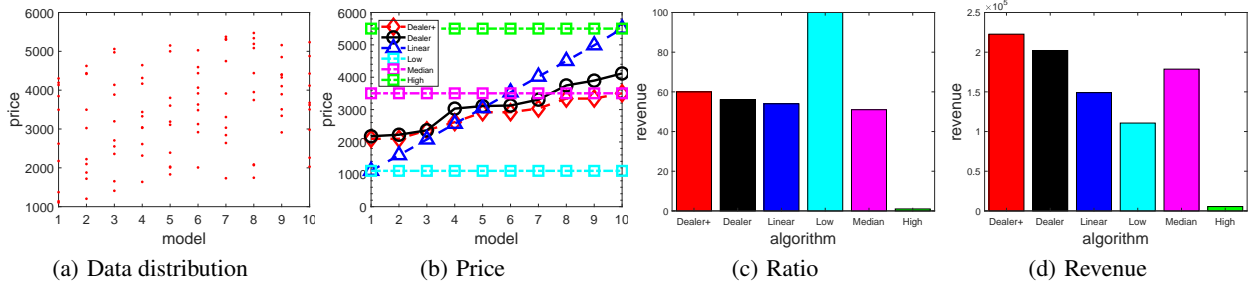 6000
5000
4000
3000
2000
1000
price
1 2 3 4 5 6 7 8 9 10
model
(a) Data distribution
6000
5000
4000
3000
2000
1000
0
price
Dealer+
Dealer
Linear
Low
Median
High
1 2 3 4 5 6 7 8 9 10
model
(b) Price
100
80
60
40
20
0
revenue
Dealer+ Dealer Linear Low Median High
algorithm
(c) Ratio
×10⁵
2.5
2
1.5
1
0.5
0
revenue
Dealer+ Dealer Linear Low Median High
algorithm
(d) Revenue